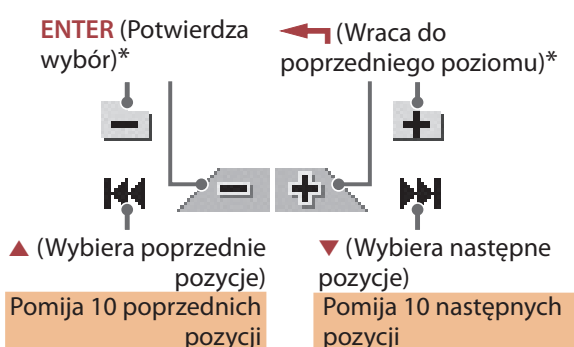 ENTER (Potwierdza
wybór)*
(Wraca do
poprzedniego poziomu)*
▲ (Wybiera poprzednie
pozycje)
Pomija 10 poprzednich
pozycji
▼ (Wybiera następne
pozycje)
Pomija 10 następnych
pozycji